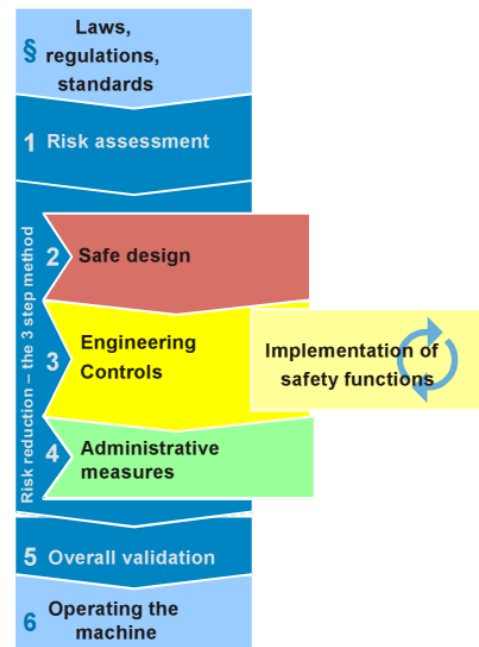 §
Laws,
regulations,
standards
1 Risk assessment
Risk reduction – the 3 step method
2 Safe design
3 Engineering
Controls
Implementation of
safety functions
4 Administrative
measures
5 Overall validation
6 Operating the
machine